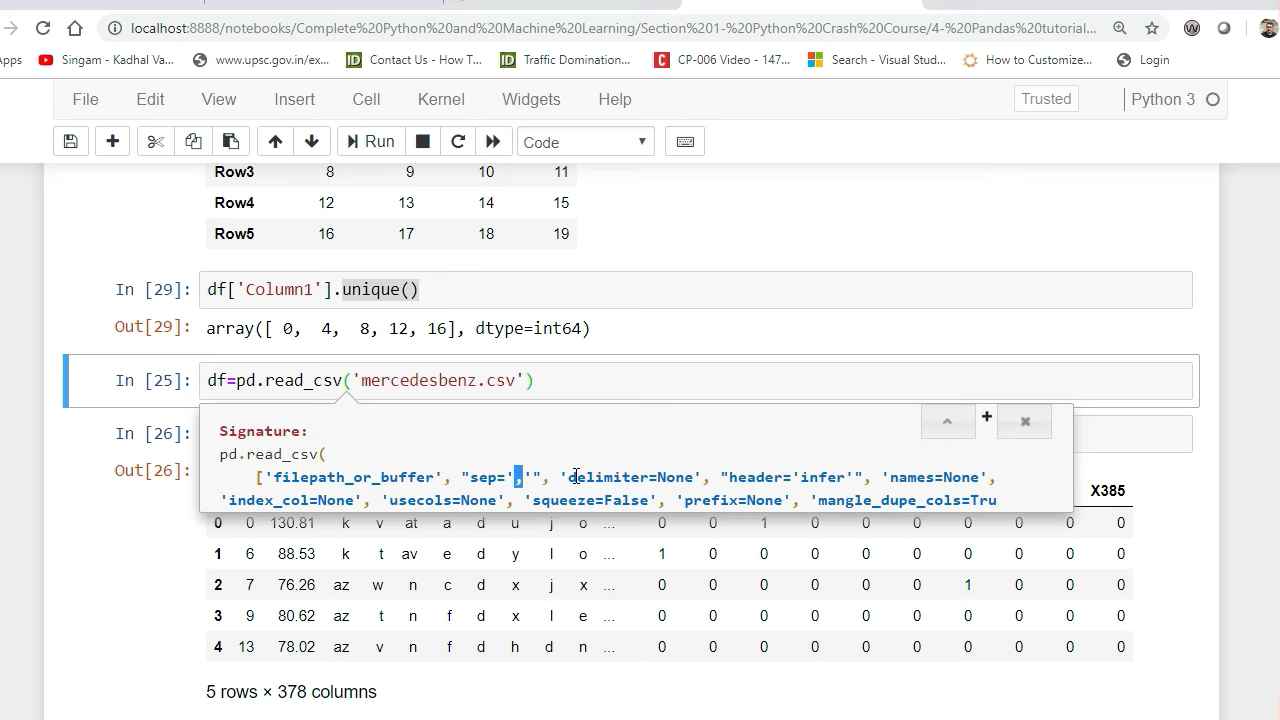 localhost:8888/notebooks/Complete%20Python%20and%20Machine%20Learning/Section%201-%20Python%20Crash%20Course/4-%20Pandas%20tutorial...
Apps Singam Kadhal Va... www.upscgov.in/ex... Contact Us - How T... Traffic Domination... CP-006 Video - 147... Search - Visual Stud... How to Customize... Login
File Edit View Insert Cell Kernel Widgets Help Trusted Python 3
Run Code
Row3 8 9 10 11
Row4 12 13 14 15
Row5 16 17 18 19
In [29]: df['Column1'].unique()
Out[29]: array([ 0, 4, 8, 12, 16], dtype=int64)
In [25]: df=pd.read_csv('mercedesbenz.csv')
Signature:
In [26]:
pd.read_csv(
Out[26]: ['filepath_or_buffer', "sep=','", 'delimiter=None', "header='infer'", 'names=None',
X385
'index_col=None', 'usecols=None', 'squeeze=False', 'prefix=None', 'mangle_dupe_cols=Tru
0 0 130.81 k v at a d u j o ... 0 0 1 0 0 0 0 0 0 0
1 6 88.53 k t av e d y l o ... 1 0 0 0 0 0 0 0 0 0
2 7 76.26 az w n c d x j x ... 0 0 0 0 0 0 1 0 0 0
3 9 80.62 az t n f d x l e ... 0 0 0 0 0 0 0 0 0 0
4 13 78.02 az v n f d h d n ... 0 0 0 0 0 0 0 0 0 0
5 rows × 378 columns